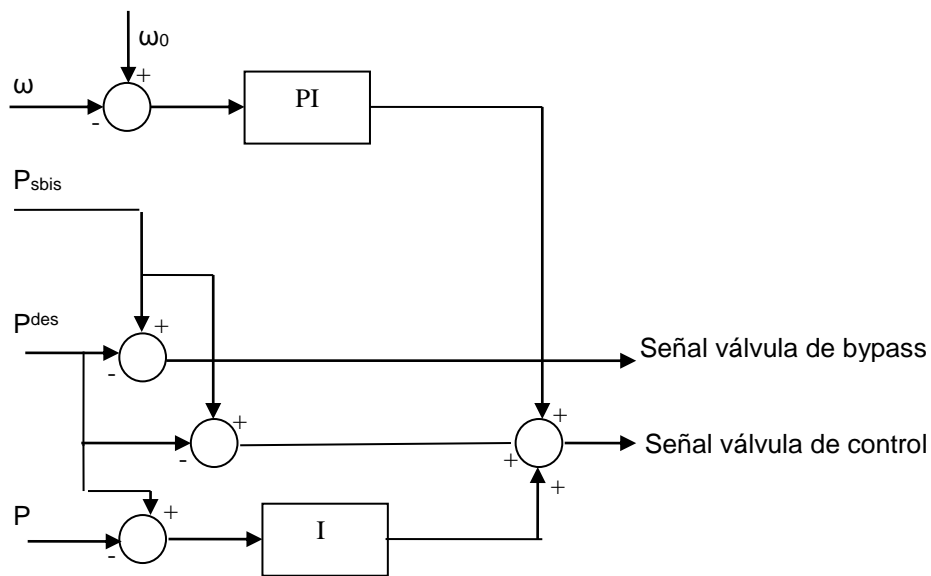 ω₀
+
ω
-
PI
Psbis
Pdes
+
-
Señal válvula de bypass
+
-
+
+
+
Señal válvula de control
P
+
-
I